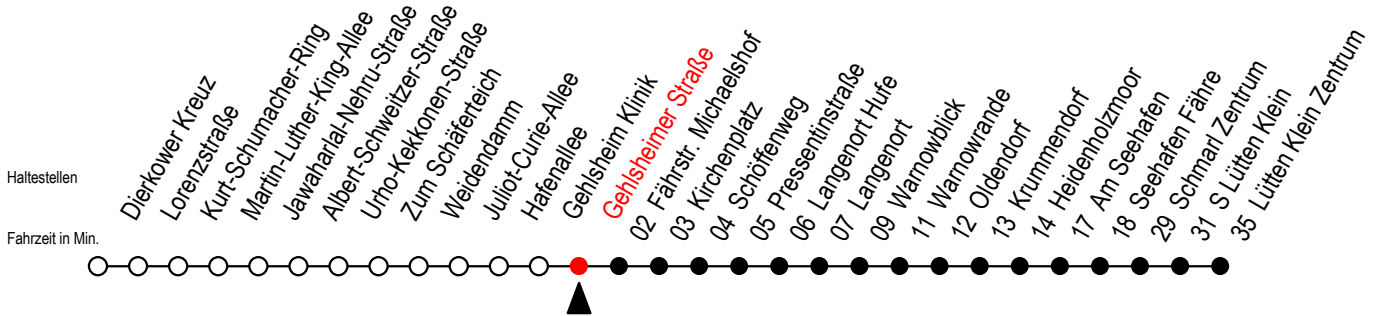 Haltestellen
Fahrzeit in Min.
Dierkower Kreuz
Lorenzstraße
Kurt-Schumacher-Ring
Martin-Luther-King-Allee
Jawaharlal-Nehru-Straße
Albert-Schweitzer-Straße
Urho-Kekkonen-Straße
Zum Schäferteich
Weidendamm
Juliot-Curie-Allee
Hafenallee
Gehlsheim Klinik
Gehlsheimer Straße
02 Fährstr. Michaelshof
03 Kirchenplatz
04 Schöffenweg
05 Pressentinstraße
06 Langenort Hufe
07 Langenort
09 Warnowblick
11 Warnowrande
12 Oldendorf
13 Krummendorf
14 Heidenholzmoor
17 Am Seehafen
18 Seehafen Fähre
29 Schmarl Zentrum
31 S Lütten Klein
35 Lütten Klein Zentrum